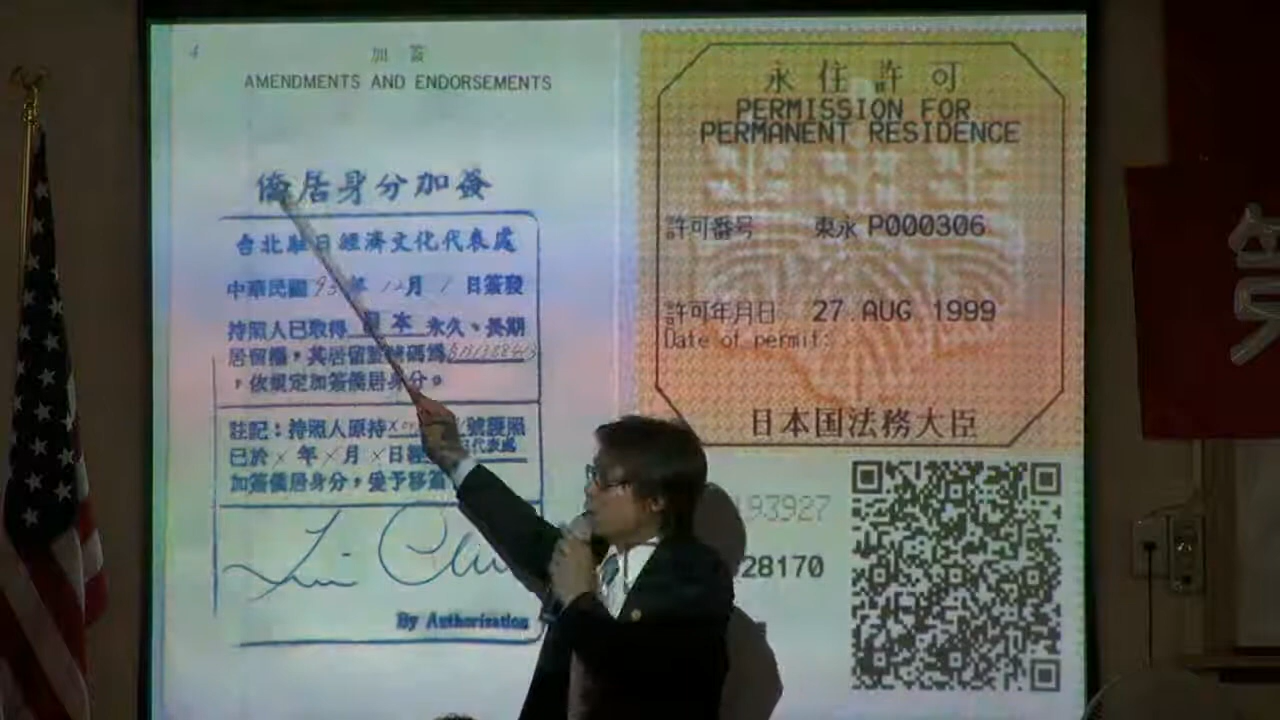 4
加簽
AMENDMENTS AND ENDORSEMENTS
僑居身分加簽
台北駐日經濟文化代表處
中華民國 95 年 12 月 1 日簽發
持照人已取得 日本 永久、長期
居留權，其居留證號碼為
，依規定加簽僑居身分。
註記：持照人原持 號護照
已於 X 年 X 月 X 日經 代表處
加簽僑居身分，爰予移簽
By Authorization
永住許可
PERMISSION FOR
PERMANENT RESIDENCE
許可番号 東永 P000306
許可年月日 27 AUG 1999
Date of permit:
日本国法務大臣
93927
28170